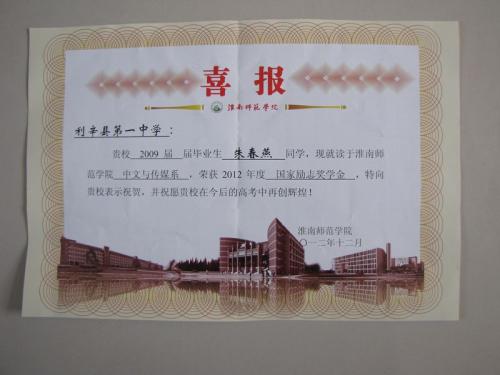 喜报
淮南师范学院
利辛县第一中学：
贵校 2009 届 届毕业生 朱春燕 同学，现就读于淮南师
范学院 中文与传媒系，荣获 2012 年度 国家励志奖学金，特向
贵校表示祝贺，并祝愿贵校在今后的高考中再创辉煌！
淮南师范学院
〇一二年十二月